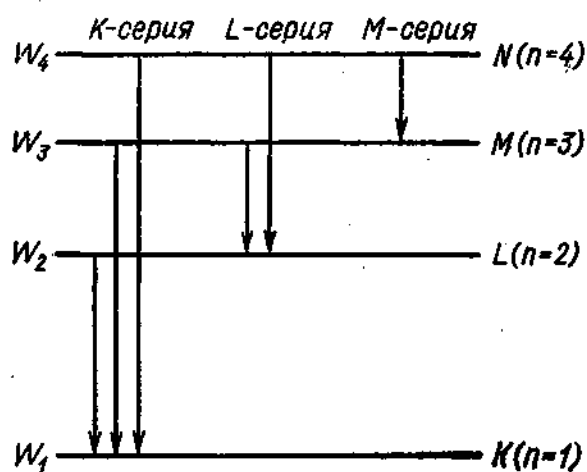 K-серия L-серия M-серия
W₄ N(n=4)
W₃ M(n=3)
W₂ L(n=2)
W₁ K(n=1)